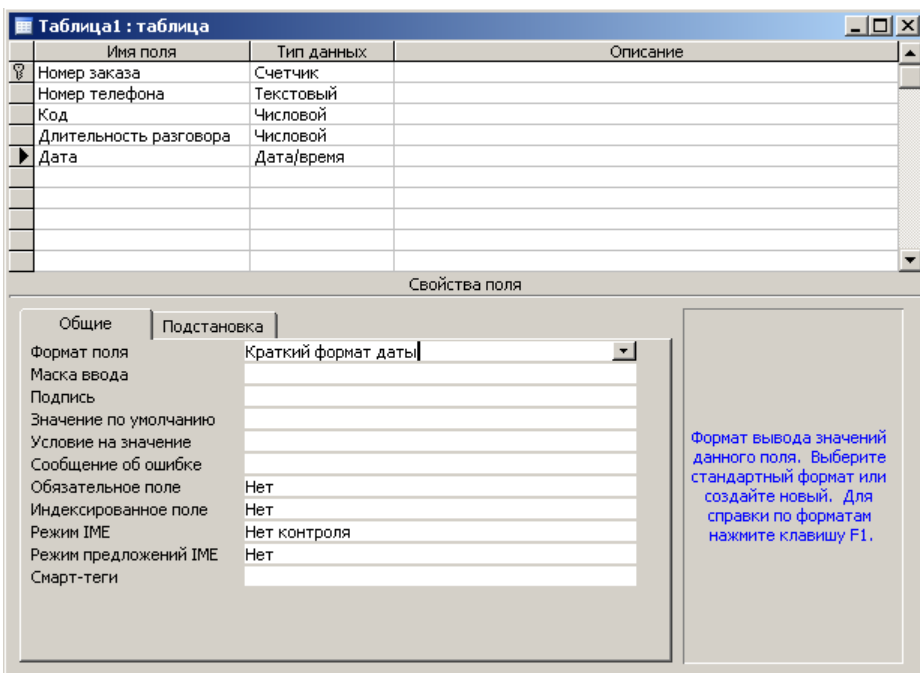 Таблица1 : таблица
Имя поля Тип данных Описание
Номер заказа Счетчик
Номер телефона Текстовый
Код Числовой
Длительность разговора Числовой
Дата Дата/время
Свойства поля
Общие Подстановка
Формат поля Краткий формат даты
Маска ввода
Подпись
Значение по умолчанию
Условие на значение
Сообщение об ошибке
Обязательное поле Нет
Индексированное поле Нет
Режим IME Нет контроля
Режим предложений IME Нет
Смарт-теги
Формат вывода значений
данного поля. Выберите
стандартный формат или
создайте новый. Для
справки по форматам
нажмите клавишу F1.